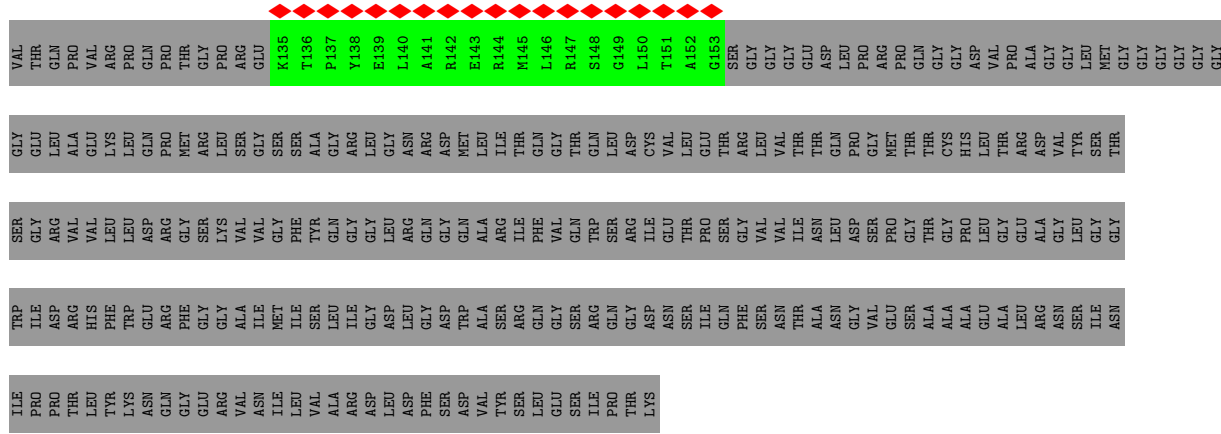 VAL THR GLN PRO VAL ARG PRO GLN PRO THR GLY PRO ARG GLU K135 T136 P137 Y138 E139 L140 A141 R142 E143 R144 M145 L146 R147 S148 G149 L150 T151 A152 G153 SER GLY GLY GLY GLU ASP LEU PRO ARG PRO GLN GLY GLY ASP VAL PRO ALA GLY GLY LEU MET GLY GLY GLY GLY GLY GLY
GLY GLU LEU ALA GLU LYS LEU GLN PRO MET ARG LEU SER GLY SER SER ALA GLY ARG LEU GLY ASN ARG ASP MET LEU ILE THR GLN GLY THR GLN LEU ASP CYS VAL LEU GLU THR ARG LEU VAL THR THR GLN PRO GLY MET THR THR CYS HIS LEU THR ARG ASP VAL TYR SER THR
SER GLY ARG VAL VAL LEU LEU ASP ARG GLY SER LYS VAL VAL GLY PHE TYR GLN GLY GLY LEU ARG GLN GLY GLN ALA ARG ILE PHE VAL GLN TRP SER ARG ILE GLU THR PRO SER GLY VAL VAL ILE ASN LEU ASP SER PRO GLY THR GLY PRO LEU GLY GLU ALA GLY LEU GLY GLY
TRP ILE ASP ARG HIS PHE TRP GLU ARG PHE GLY GLY ALA ILE MET ILE SER LEU ILE GLY ASP LEU GLY ASP TRP ALA SER ARG GLN GLY SER ARG GLN GLY ASP ASN SER ILE GLN PHE SER ASN THR ALA ASN GLY VAL GLU SER ALA ALA ALA GLU ALA LEU ARG ASN SER ILE ASN
ILE PRO PRO THR LEU TYR LYS ASN GLN GLY GLU ARG VAL ASN ILE LEU VAL ALA ARG ASP LEU ASP PHE SER ASP VAL TYR SER LEU GLU SER ILE PRO THR LYS